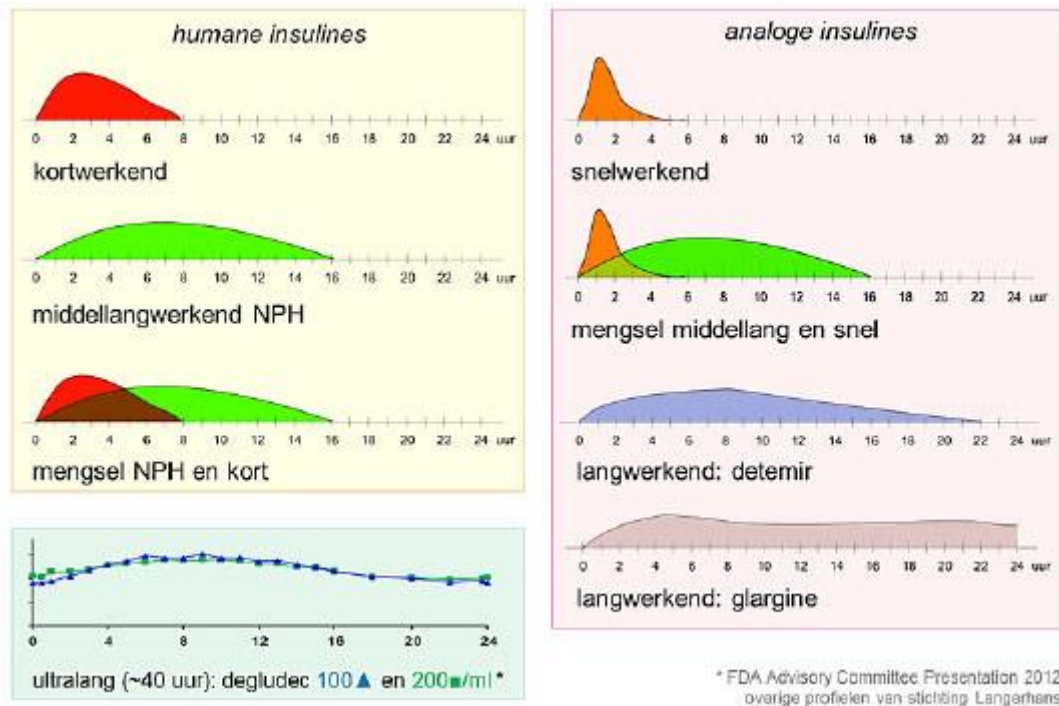 humane insulines
0 2 4 6 8 10 12 14 16 18 20 22 24 uur
kortwerkend
0 2 4 6 8 10 12 14 16 18 20 22 24 uur
middellangwerkend NPH
0 2 4 6 8 10 12 14 16 18 20 22 24 uur
mengsel NPH en kort
0 4 8 12 16 20 24
ultralang (~40 uur): degludec 100▲ en 200■/ml*
analoge insulines
0 2 4 6 8 10 12 14 16 18 20 22 24 uur
snelwerkend
0 2 4 6 8 10 12 14 16 18 20 22 24 uur
mengsel middellang en snel
0 2 4 6 8 10 12 14 16 18 20 22 24 uur
langwerkend: detemir
0 2 4 6 8 10 12 14 16 18 20 22 24 uur
langwerkend: glargine
* FDA Advisory Committee Presentation 2012
overige profielen van stichting Langerhans